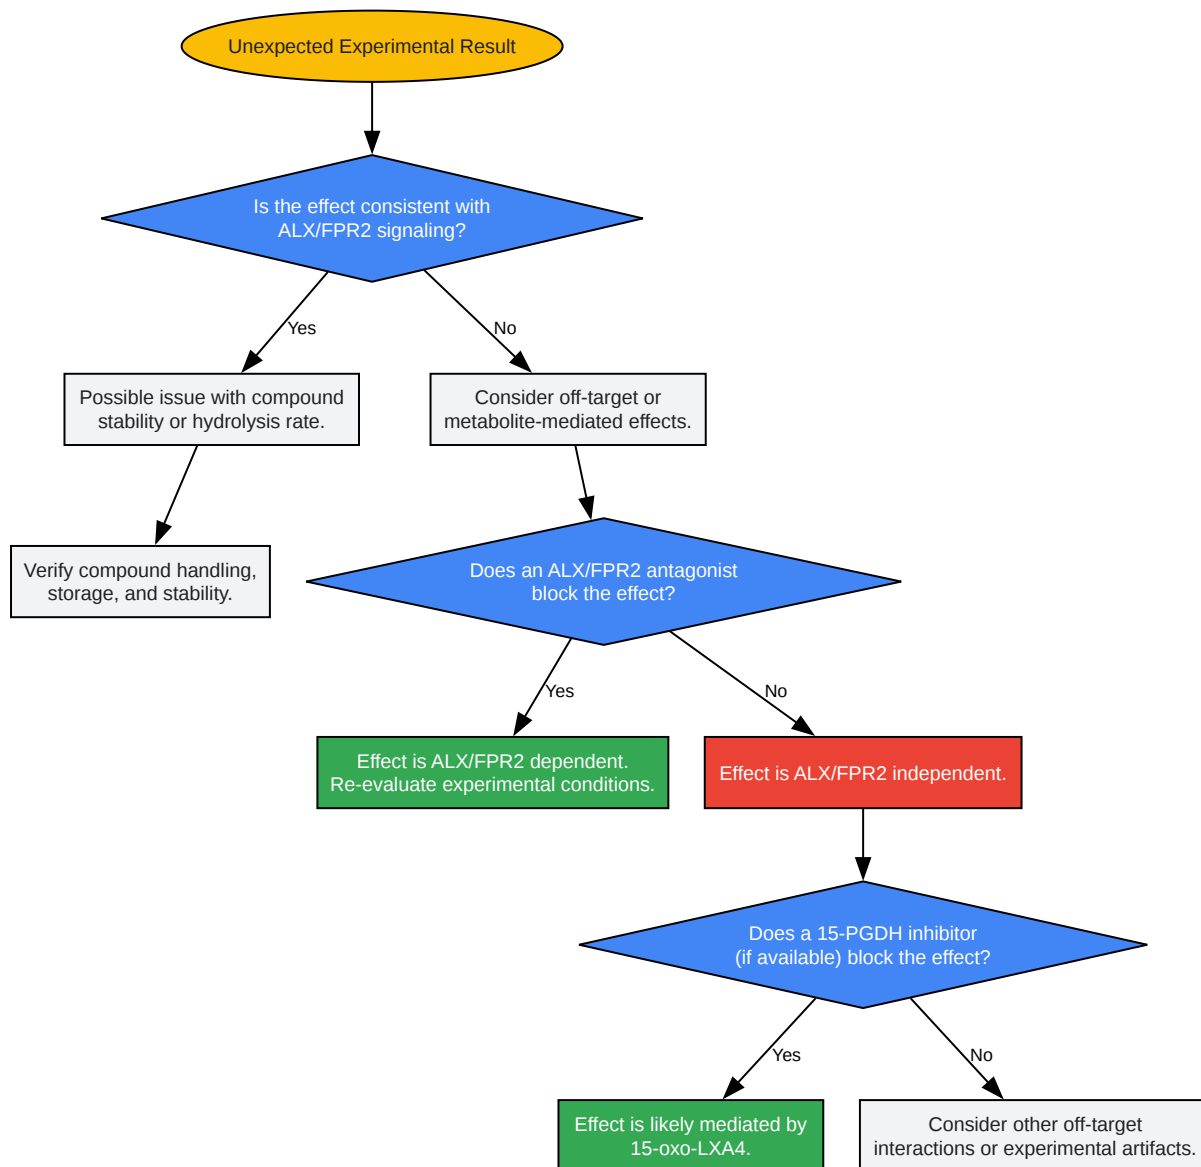 Unexpected Experimental Result
Is the effect consistent with
ALX/FPR2 signaling?
Yes
No
Possible issue with compound
stability or hydrolysis rate.
Consider off-target or
metabolite-mediated effects.
Verify compound handling,
storage, and stability.
Does an ALX/FPR2 antagonist
block the effect?
Yes
No
Effect is ALX/FPR2 dependent.
Re-evaluate experimental conditions.
Effect is ALX/FPR2 independent.
Does a 15-PGDH inhibitor
(if available) block the effect?
Yes
No
Effect is likely mediated by
15-oxo-LXA4.
Consider other off-target
interactions or experimental artifacts.